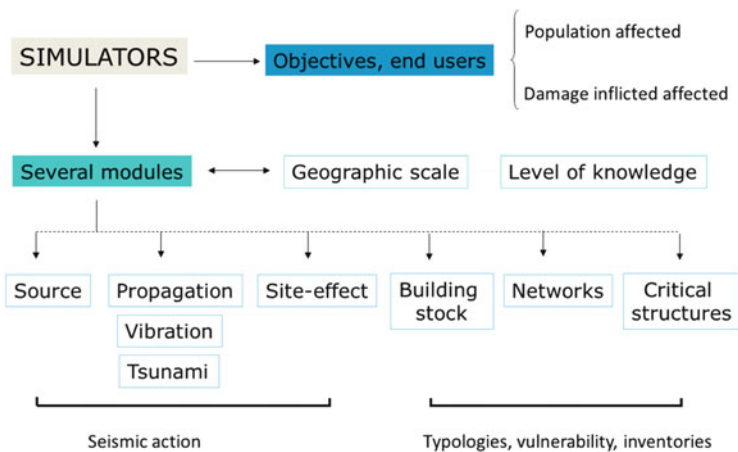 SIMULATORS
Objectives, end users
Population affected
Damage inflicted affected
Several modules
Geographic scale
Level of knowledge
Source
Propagation
Vibration
Tsunami
Site-effect
Building
stock
Networks
Critical
structures
Seismic action
Typologies, vulnerability, inventories